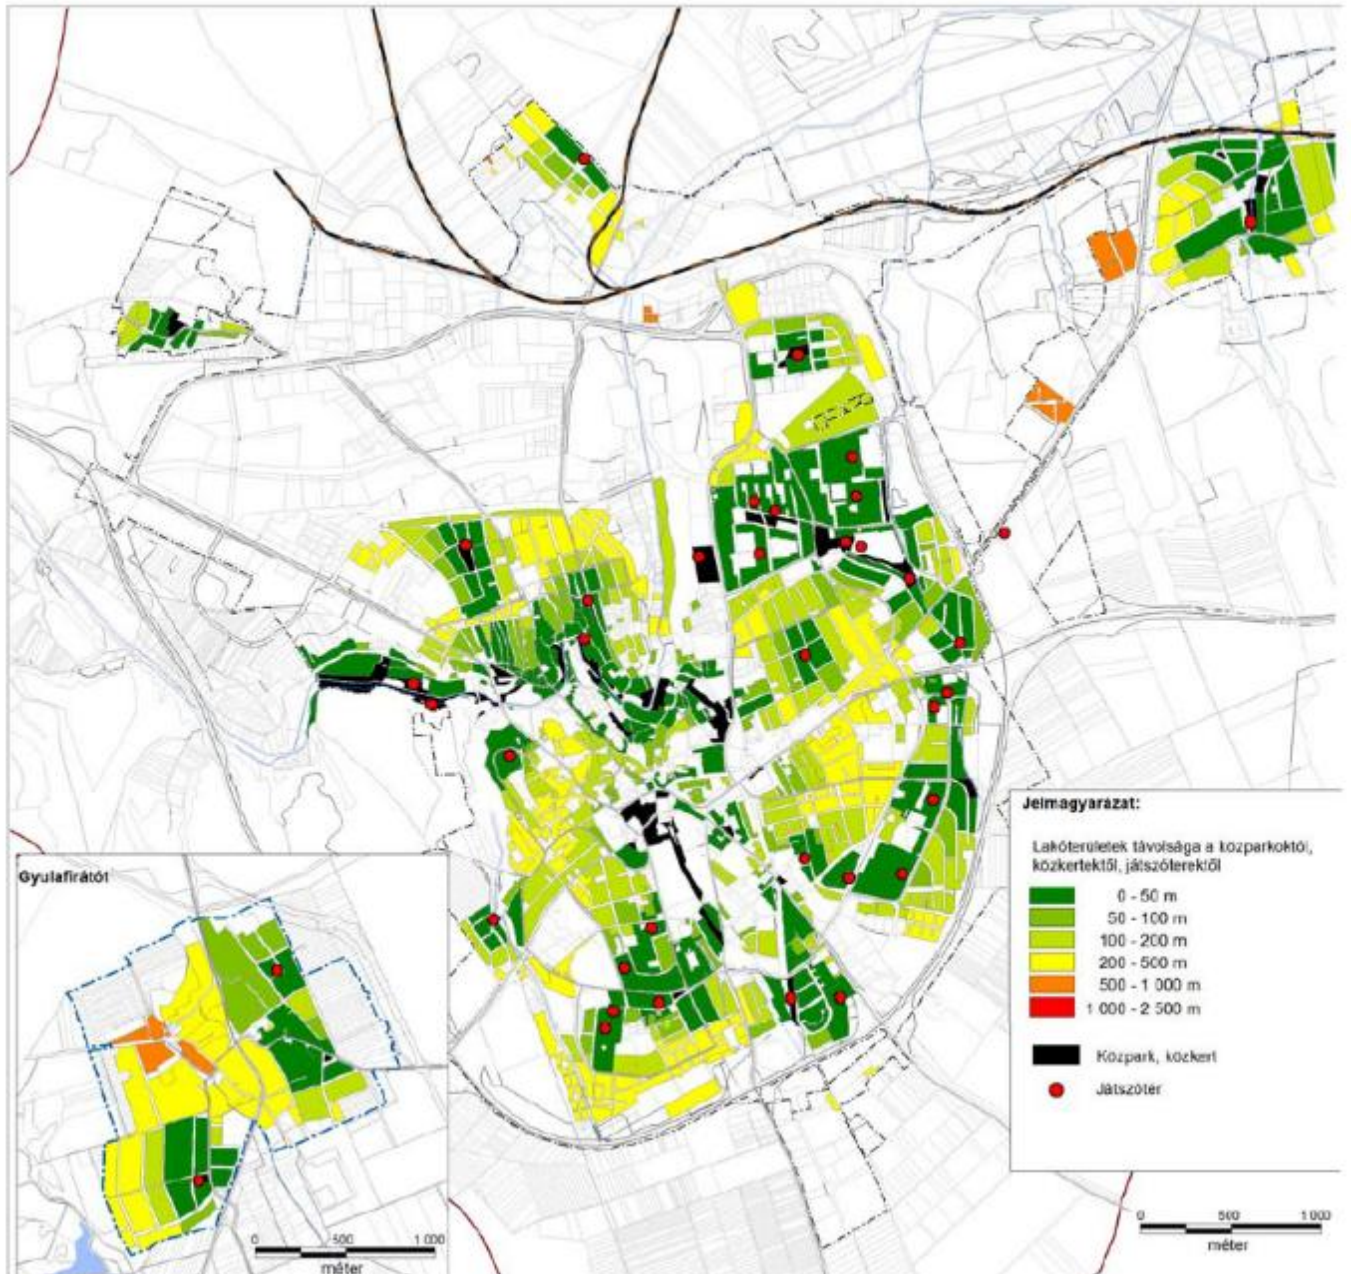 Jelmagyarázat:
Lakóterületek távolsága a közparkoktól,
közkertektől, játszóterektől
0 - 50 m
50 - 100 m
100 - 200 m
200 - 500 m
500 - 1 000 m
1 000 - 2 500 m
Közpark, közkert
Játszótér
Gyulafirátót
0 500 1 000
méter
0 500 1 000
méter